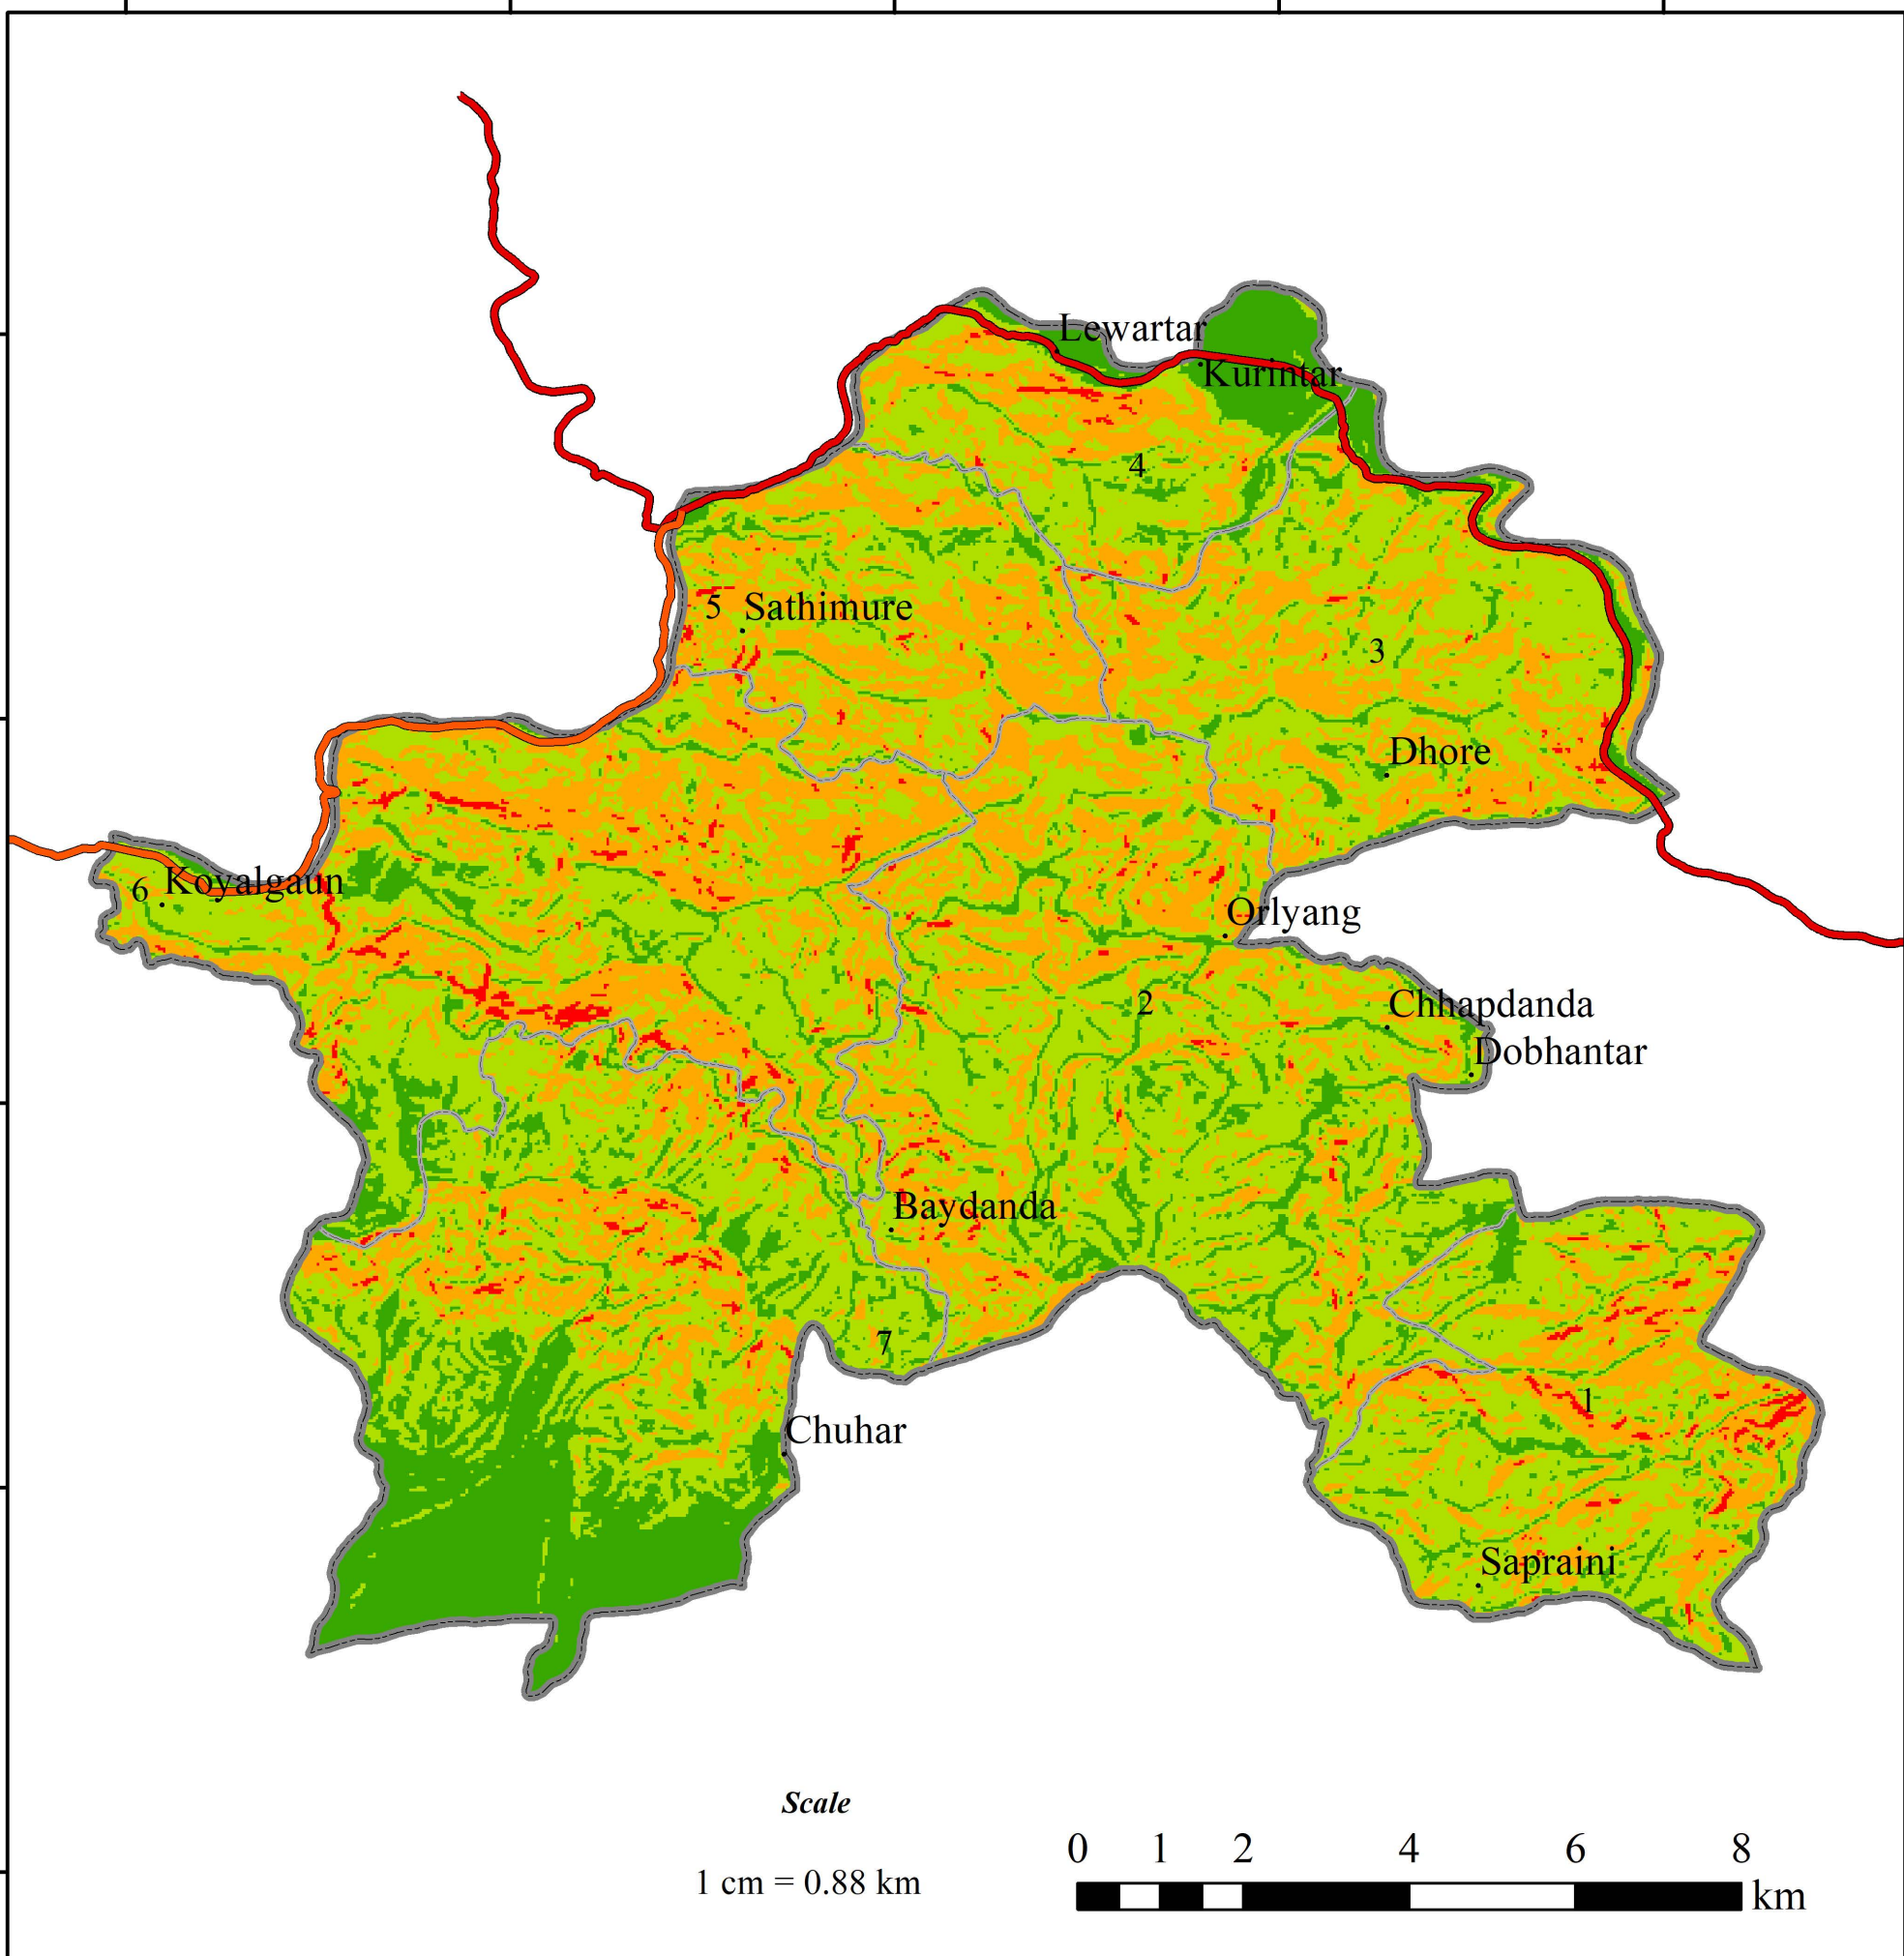 Lewartar
Kurintar
4
5 Sathimure
3
Dhore
6 Koyalgaun
Orlyang
2
Chhapdanda
Dobhantar
Baydanda
7
1
Chuhar
Sapraini
Scale
1 cm = 0.88 km
0 1 2 4 6 8
km